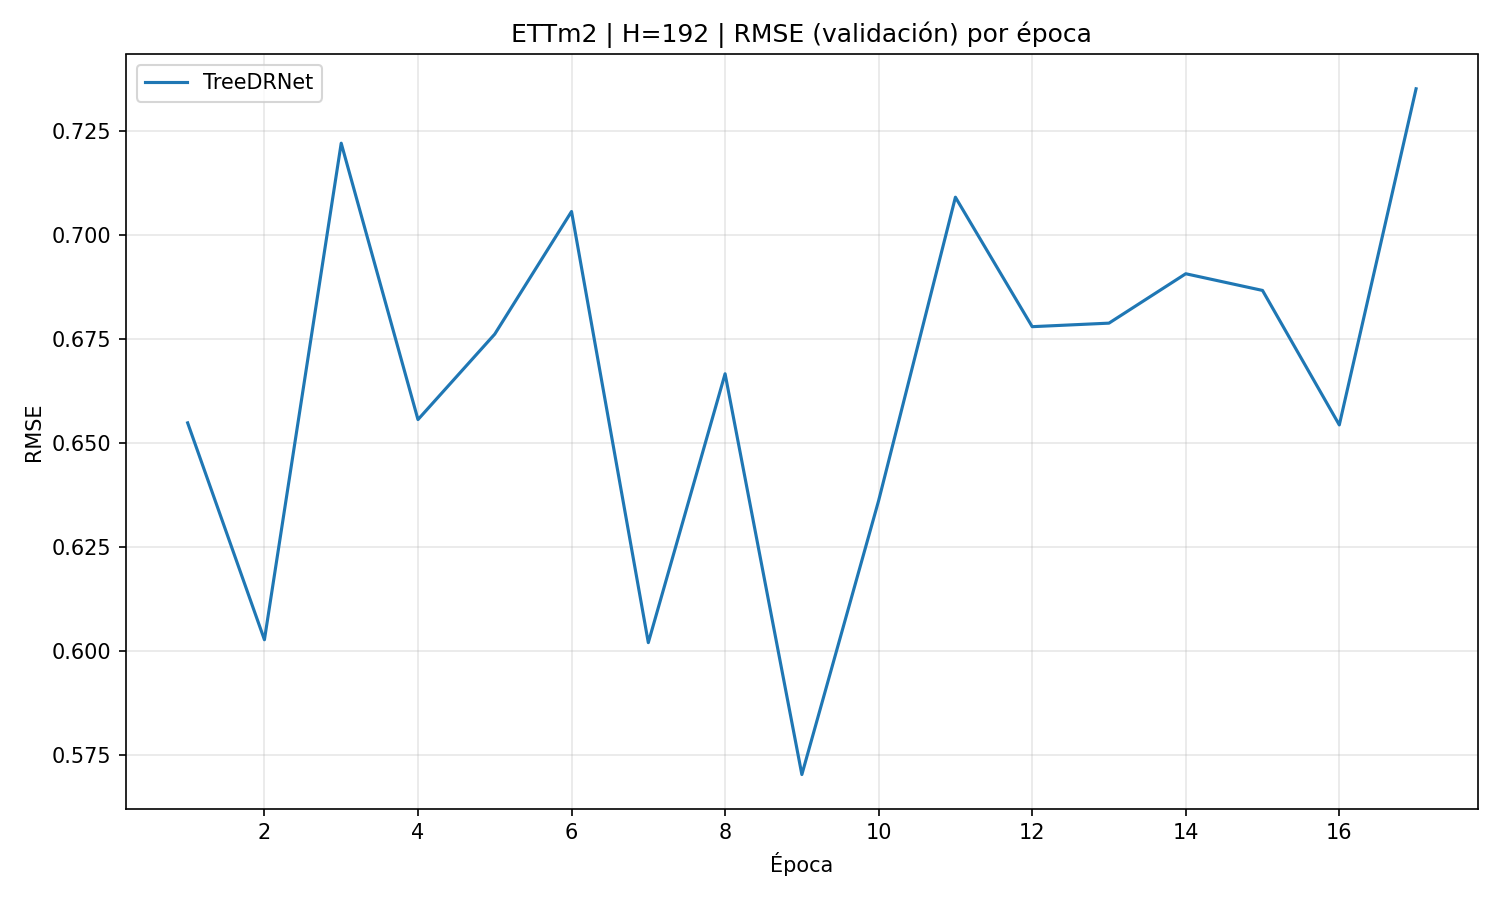 ETTm2 | H=192 | RMSE (validación) por época
TreeDRNet
0.725
0.700
0.675
0.650
0.625
0.600
0.575
RMSE
2 4 6 8 10 12 14 16
Época